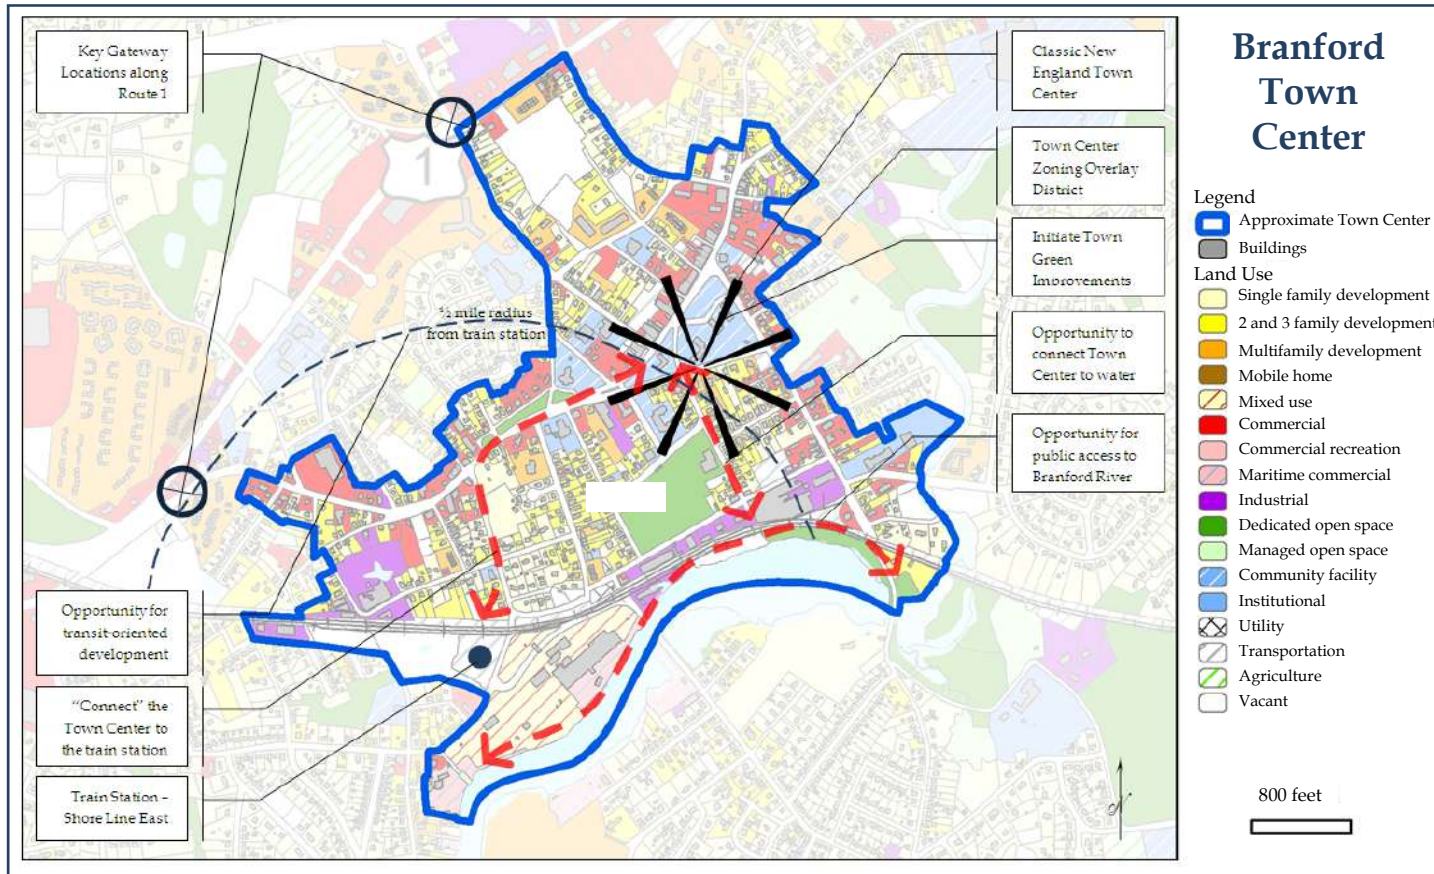 Key Gateway
Locations along
Route 1
Classic New
England Town
Center
Town Center
Zoning Overlay
District
Initiate Town
Green
Improvements
Opportunity to
connect Town
Center to water
Opportunity for
public access to
Branford River
1
½ mile radius
from train station
Opportunity for
transit-oriented
development
"Connect" the
Town Center to
the train station
Train Station –
Shore Line East
N
Branford
Town
Center
Legend
Approximate Town Center
Buildings
Land Use
Single family development
2 and 3 family development
Multifamily development
Mobile home
Mixed use
Commercial
Commercial recreation
Maritime commercial
Industrial
Dedicated open space
Managed open space
Community facility
Institutional
Utility
Transportation
Agriculture
Vacant
800 feet